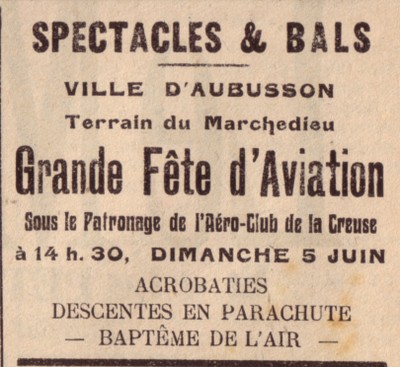 SPECTACLES & BALS
VILLE D'AUBUSSON
Terrain du Marchedieu
Grande Fête d'Aviation
Sous le Patronage de l'Aéro-Club de la Creuse
à 14 h. 30, DIMANCHE 5 JUIN
ACROBATIES
DESCENTES EN PARACHUTE
— BAPTÊME DE L'AIR —